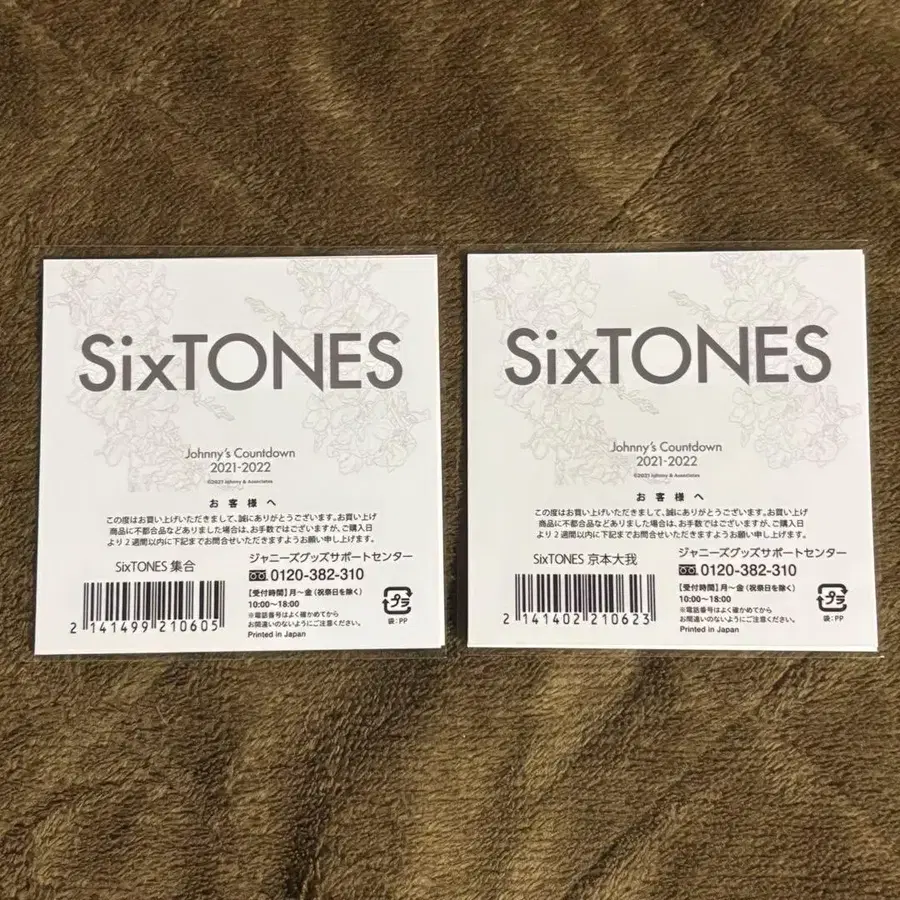 SixTONES
Johnny's Countdown
2021-2022
©2021 Johnny & Associates
お客様へ
この度はお買い上げいただきまして、誠にありがとうございます。お買い上げ
商品に不都合品などありました場合は、お手数ではございますが、ご購入日
より2週間以内に下記までお問合せいただきますようお願い申し上げます。
SixTONES 集合
2 141499 210605
ジャニーズグッズサポートセンター
0120-382-310
【受付時間】月〜金(祝祭日を除く)
10:00〜18:00
※電話番号はよく確かめてから
お間違いのないようにご注意ください。
Printed in Japan
プラ
袋:PP
SixTONES
Johnny's Countdown
2021-2022
©2021 Johnny & Associates
お客様へ
この度はお買い上げいただきまして、誠にありがとうございます。お買い上げ
商品に不都合品などありました場合は、お手数ではございますが、ご購入日
より2週間以内に下記までお問合せいただきますようお願い申し上げます。
SixTONES 京本大我
2 141402 210623
ジャニーズグッズサポートセンター
0120-382-310
【受付時間】月〜金(祝祭日を除く)
10:00〜18:00
※電話番号はよく確かめてから
お間違いのないようにご注意ください。
Printed in Japan
プラ
袋:PP